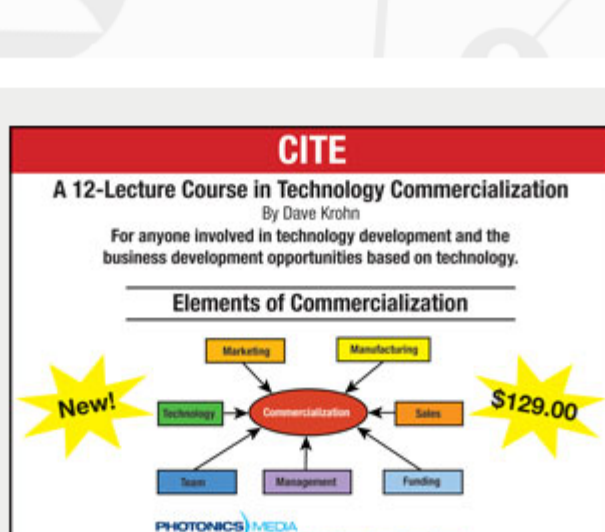 CITE
A 12-Lecture Course in Technology Commercialization
By Dave Krohn
For anyone involved in technology development and the
business development opportunities based on technology.
Elements of Commercialization
Marketing
Manufacturing
New!
$129.00
Technology
Commercialization
Sales
Team
Management
Funding
PHOTONICS MEDIA